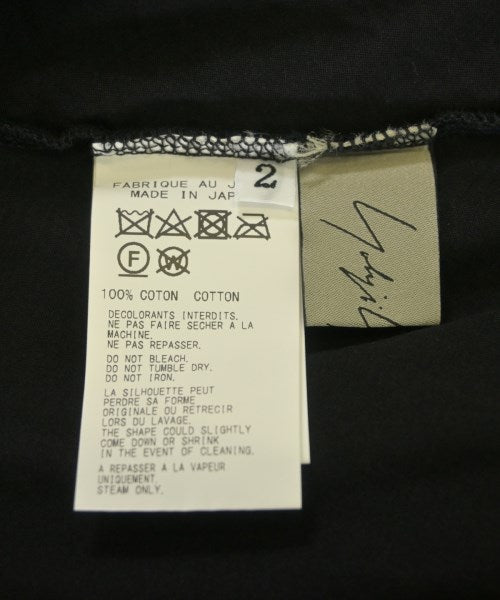 FABRIQUE AU
MADE IN JAP
2
F W
100% COTON COTTON
DECOLORANTS INTERDITS.
NE PAS FAIRE SECHER A LA
MACHINE.
NE PAS REPASSER.
DO NOT BLEACH.
DO NOT TUMBLE DRY.
DO NOT IRON.
LA SILHOUETTE PEUT
PERDRE SA FORME
ORIGINALE OU RETRECIR
LORS DU LAVAGE.
THE SHAPE COULD SLIGHTLY
COME DOWN OR SHRINK
IN THE EVENT OF CLEANING.
A REPASSER À LA VAPEUR
UNIQUEMENT.
STEAM ONLY.